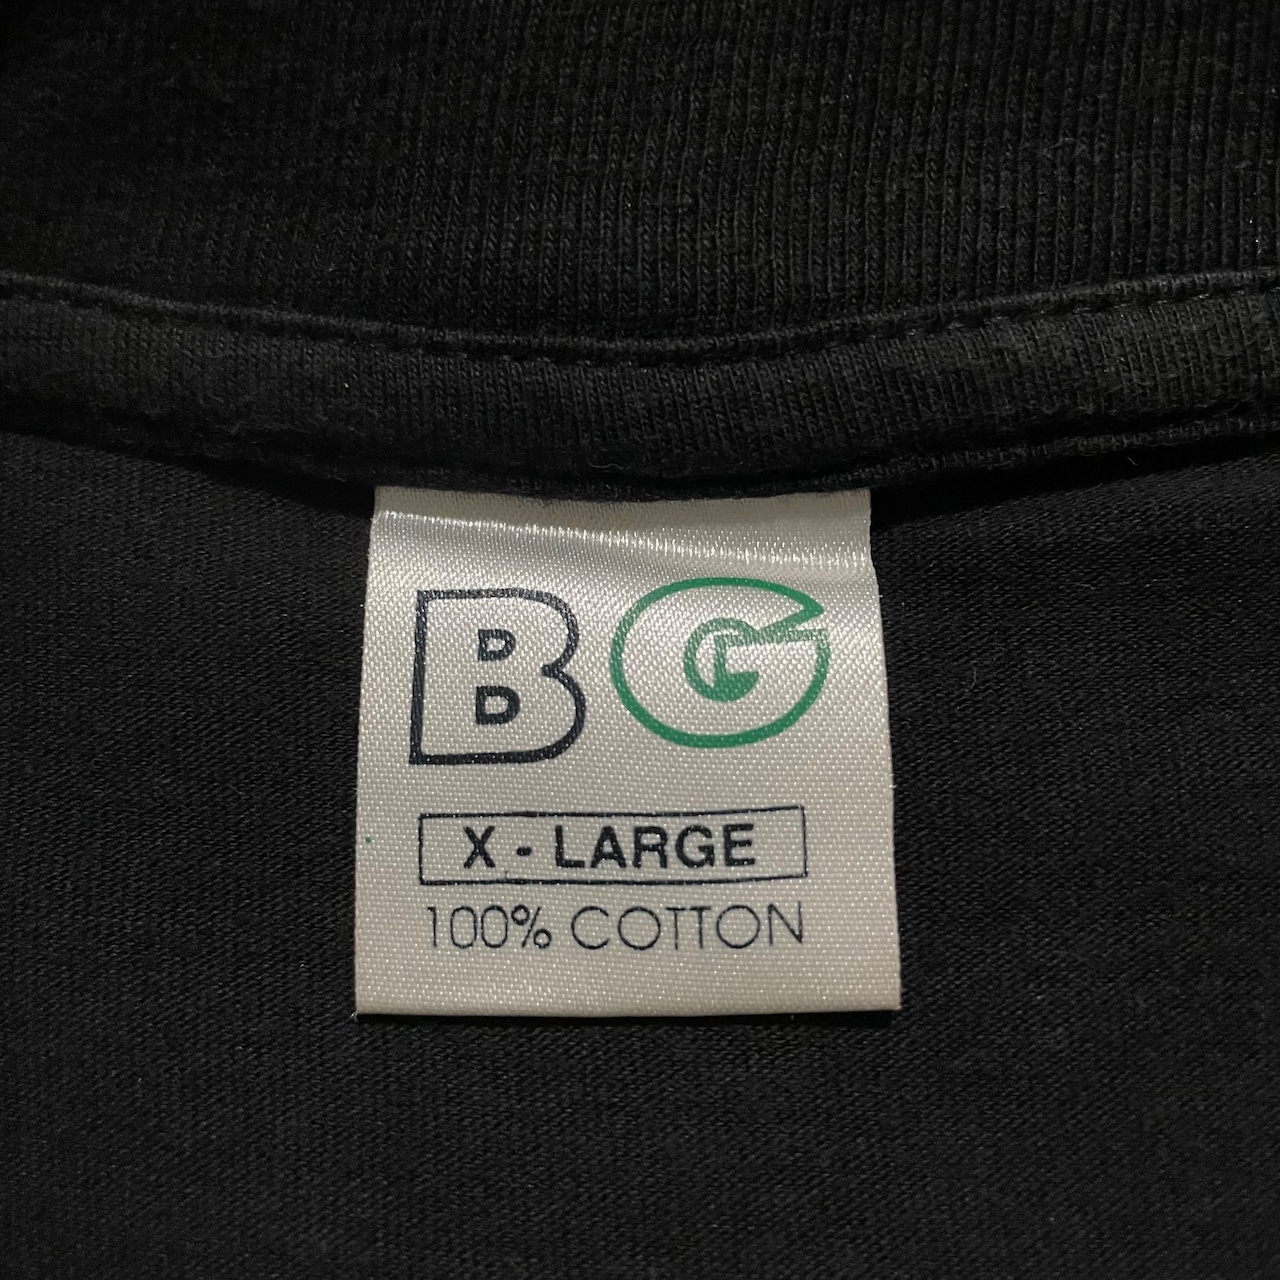 BG
X - LARGE
100% COTTON